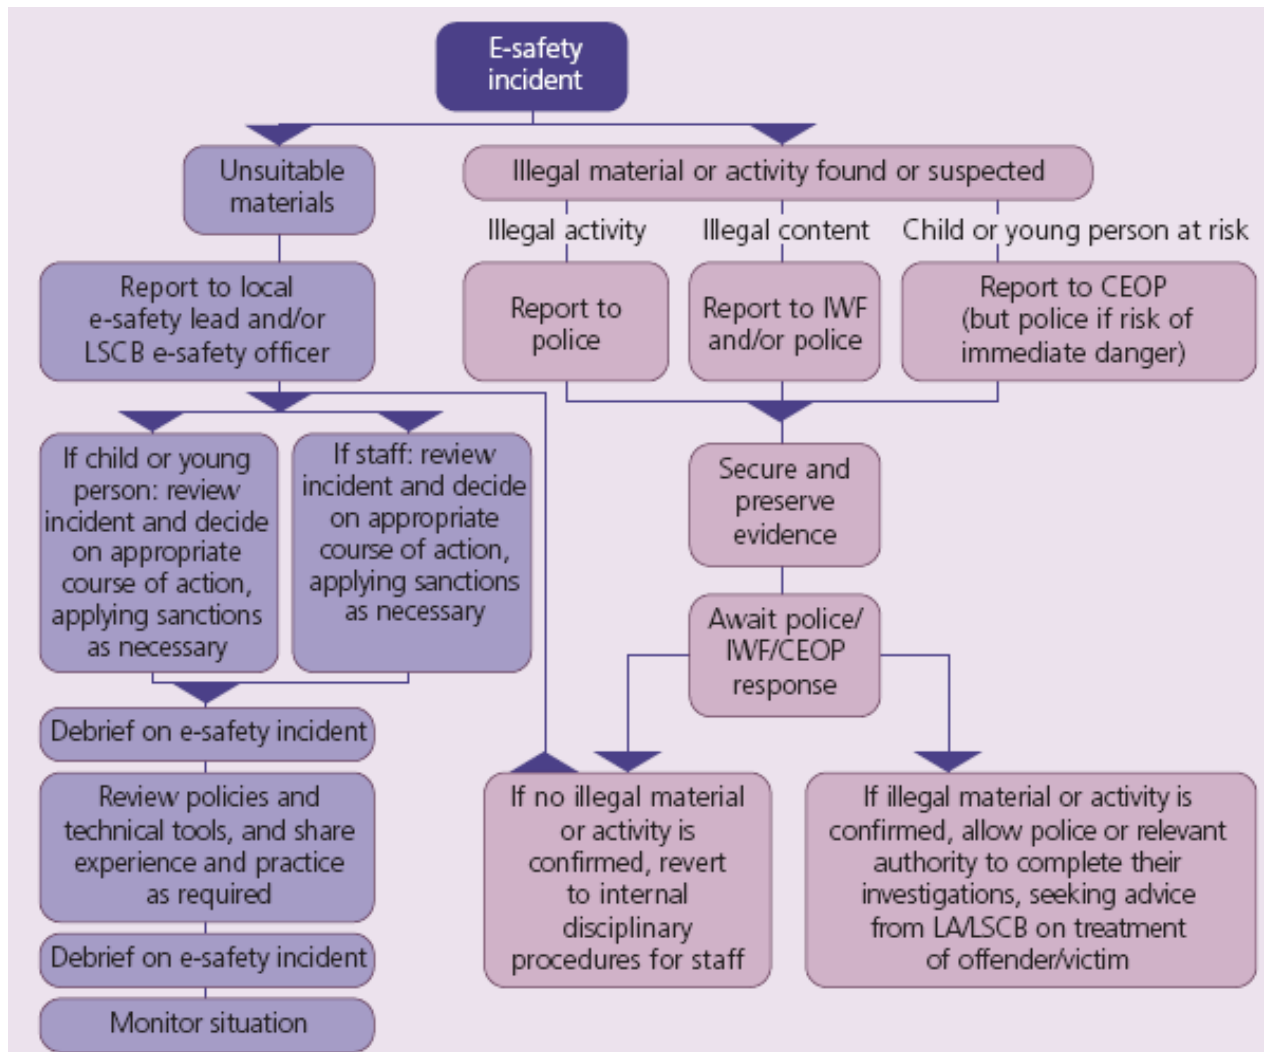 E-safety
incident
Unsuitable
materials
Illegal material or activity found or suspected
Illegal activity
Illegal content
Child or young person at risk
Report to local
e-safety lead and/or
LSCB e-safety officer
Report to
police
Report to IWF
and/or police
Report to CEOP
(but police if risk of
immediate danger)
If child or young
person: review
incident and decide
on appropriate
course of action,
applying sanctions
as necessary
If staff: review
incident and decide
on appropriate
course of action,
applying sanctions
as necessary
Secure and
preserve
evidence
Await police/
IWF/CEOP
response
Debrief on e-safety incident
Review policies and
technical tools, and share
experience and practice
as required
Debrief on e-safety incident
Monitor situation
If no illegal material
or activity is
confirmed, revert
to internal
disciplinary
procedures for staff
If illegal material or activity is
confirmed, allow police or relevant
authority to complete their
investigations, seeking advice
from LA/LSCB on treatment
of offender/victim